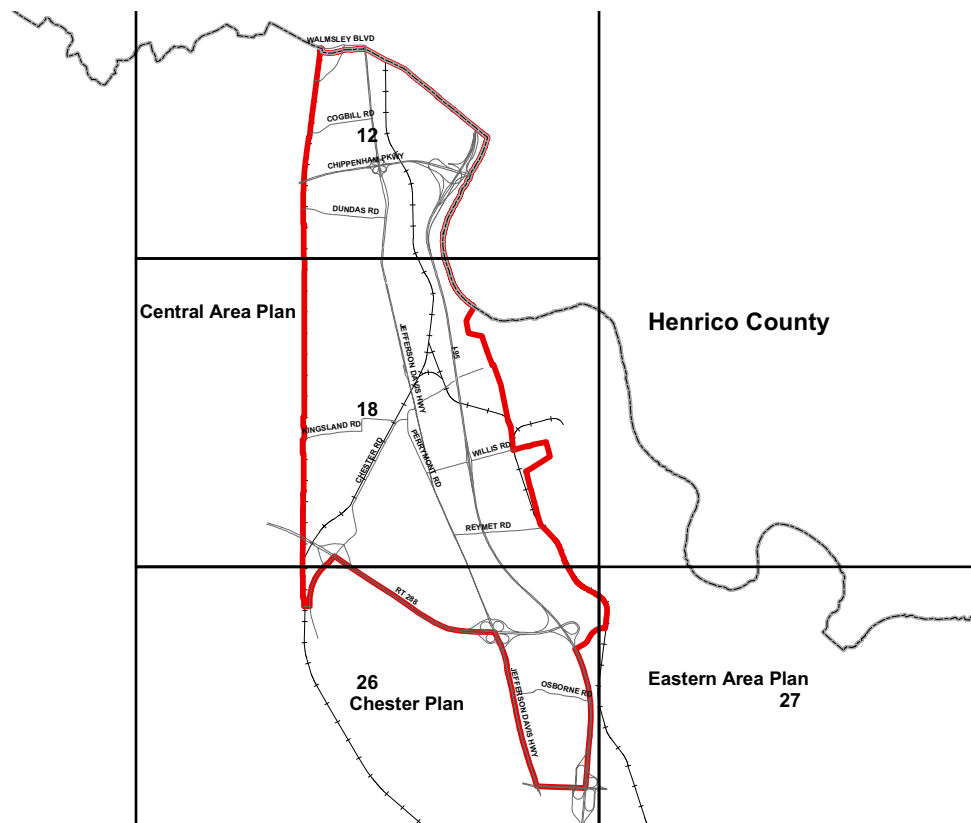 WALMSLEY BLVD
COGBILL RD
12
CHIPPENHAM PKWY
DUNDAS RD
Central Area Plan
Henrico County
JEFFERSON DAVIS HWY
I-95
18
KINGSLAND RD
CHESTER RD
PERRYMONT RD
WILLIS RD
REYMET RD
RT 288
26
Chester Plan
JEFFERSON DAVIS HWY
OSBORNE RD
Eastern Area Plan
27